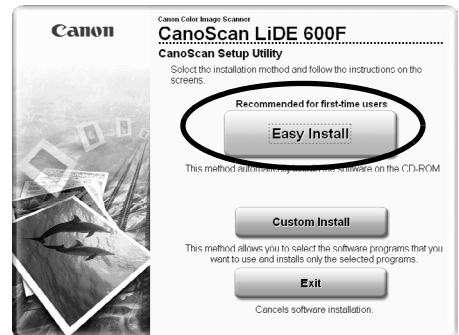 Canon
Canon Color Image Scanner
CanoScan LiDE 600F
CanoScan Setup Utility
Select the installation method and follow the instructions on the
screens.
Recommended for first-time users
Easy Install
This method automatically the software on the CD-ROM
Custom Install
This method allows you to select the software programs that you
want to use and installs only the selected programs.
Exit
Cancels software installation.